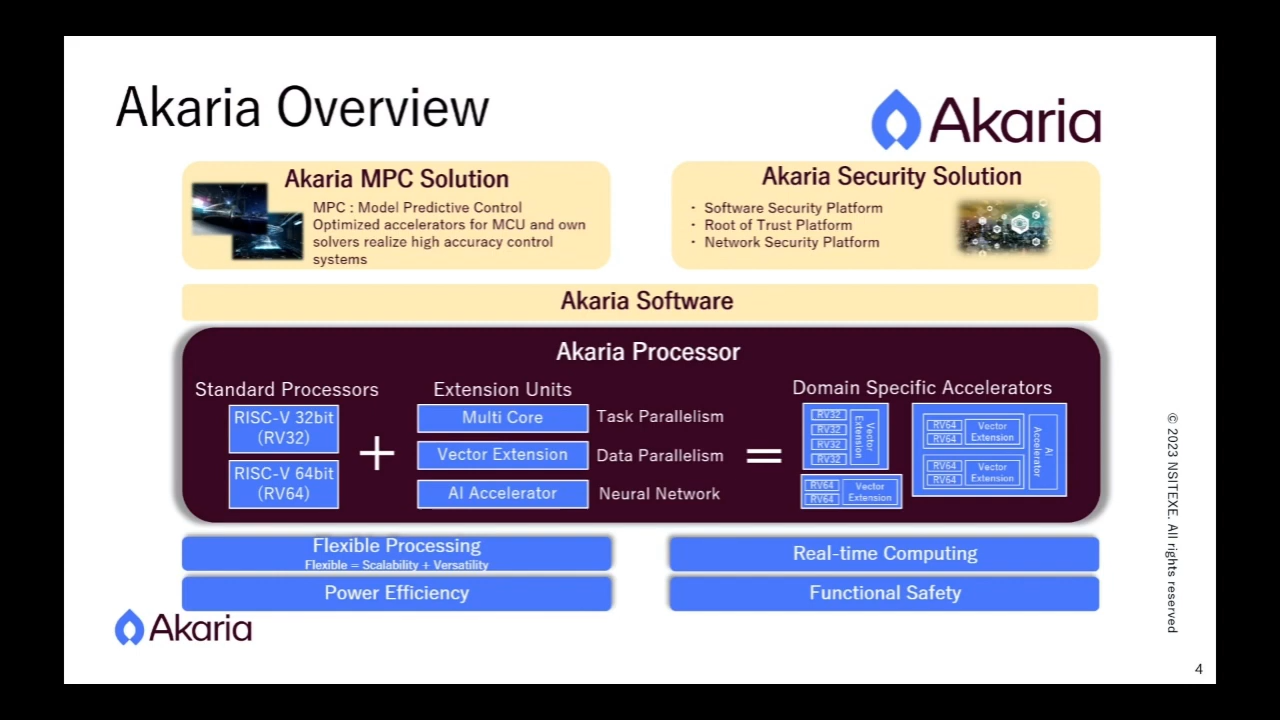 Akaria Overview
Akaria
Akaria MPC Solution
MPC : Model Predictive Control
Optimized accelerators for MCU and own
solvers realize high accuracy control
systems
Akaria Security Solution
・ Software Security Platform
・ Root of Trust Platform
・ Network Security Platform
Akaria Software
Akaria Processor
Standard Processors
RISC-V 32bit
(RV32)
RISC-V 64bit
(RV64)
+
Extension Units
Multi Core
Task Parallelism
Vector Extension
Data Parallelism
AI Accelerator
Neural Network
=
Domain Specific Accelerators
RV32
RV32
RV32
RV32
Vector
Extension
RV64
RV64
Vector
Extension
RV64
RV64
Vector
Extension
RV64
RV64
Vector
Extension
AI
Accelerator
Flexible Processing
Flexible = Scalability + Versatility
Real-time Computing
Power Efficiency
Functional Safety
Akaria
© 2023 NSITEXE. All rights reserved
4